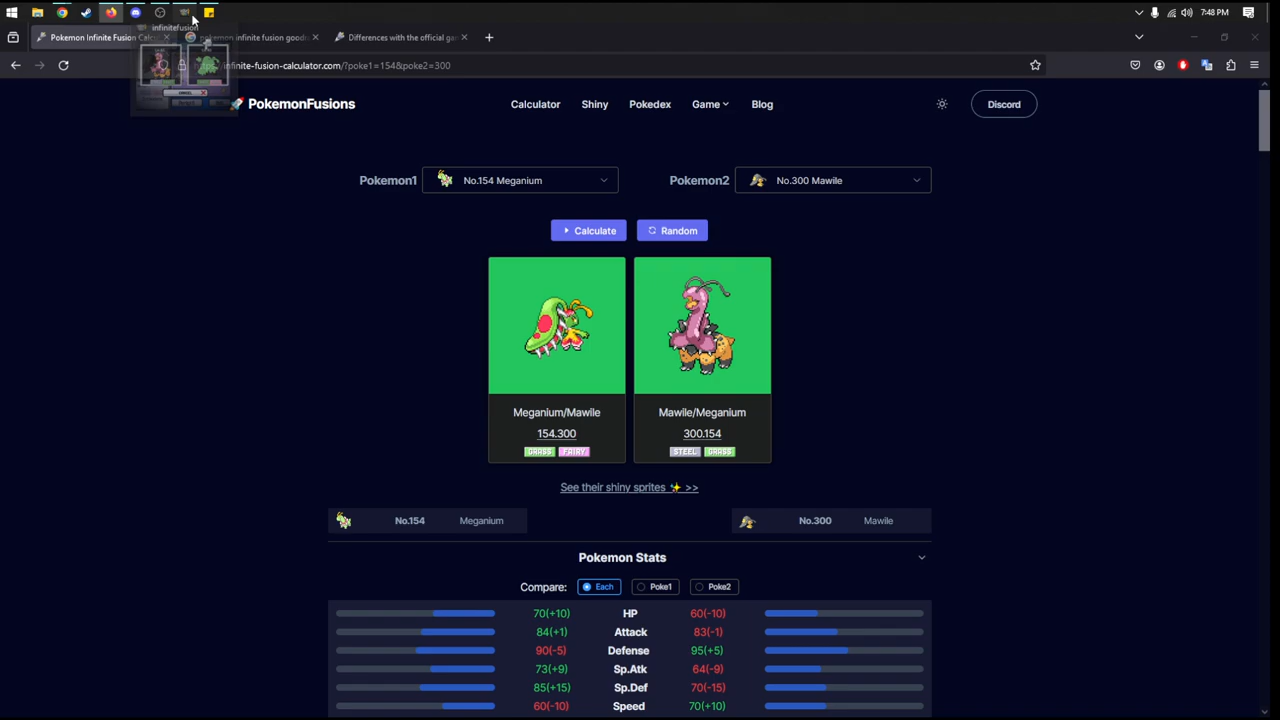 7:48 PM
infinitefusion
Pokemon Infinite Fusion Calcu
pokemon infinite fusion goodr
Differences with the official ga
infinite-fusion-calculator.com/?poke1=154&poke2=300
PokemonFusions
Calculator
Shiny
Pokedex
Game
Blog
Discord
Pokemon1
No.154 Meganium
Pokemon2
No.300 Mawile
Calculate
Random
Meganium/Mawile
154.300
GRASS FAIRY
Mawile/Meganium
300.154
STEEL GRASS
See their shiny sprites ✨ >>
No.154 Meganium
No.300 Mawile
Pokemon Stats
Compare: Each Poke1 Poke2
70(+10) HP 60(-10)
84(+1) Attack 83(-1)
90(-5) Defense 95(+5)
73(+9) Sp.Atk 64(-9)
85(+15) Sp.Def 70(-15)
60(-10) Speed 70(+10)